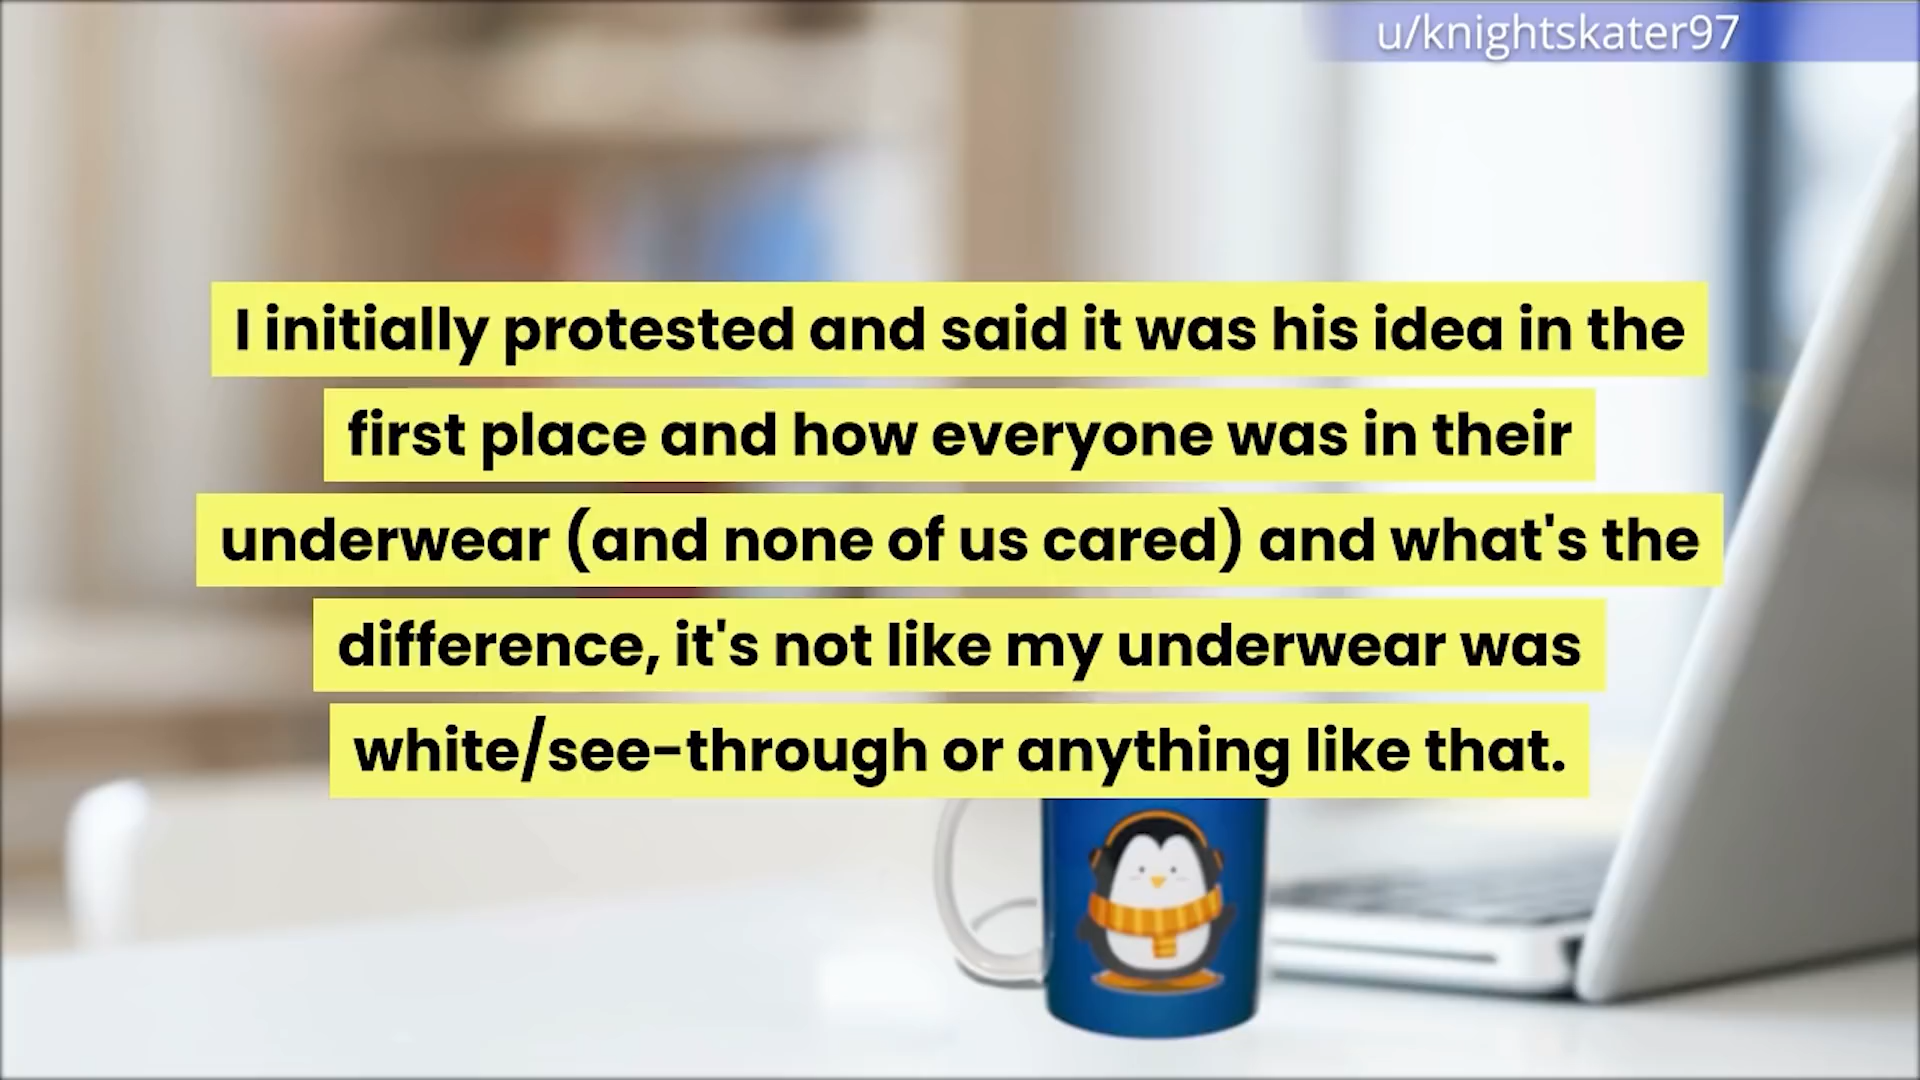 u/knightskater97
I initially protested and said it was his idea in the
first place and how everyone was in their
underwear (and none of us cared) and what's the
difference, it's not like my underwear was
white/see-through or anything like that.